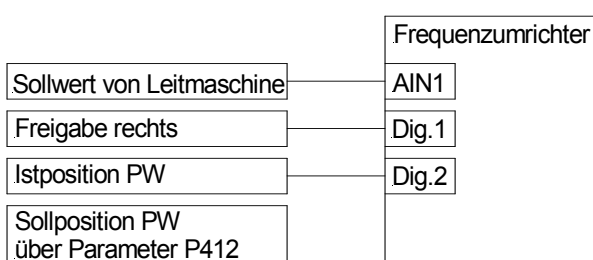 Frequenzumrichter
Sollwert von Leitmaschine AIN1
Freigabe rechts Dig.1
Istposition PW Dig.2
Sollposition PW
über Parameter P412